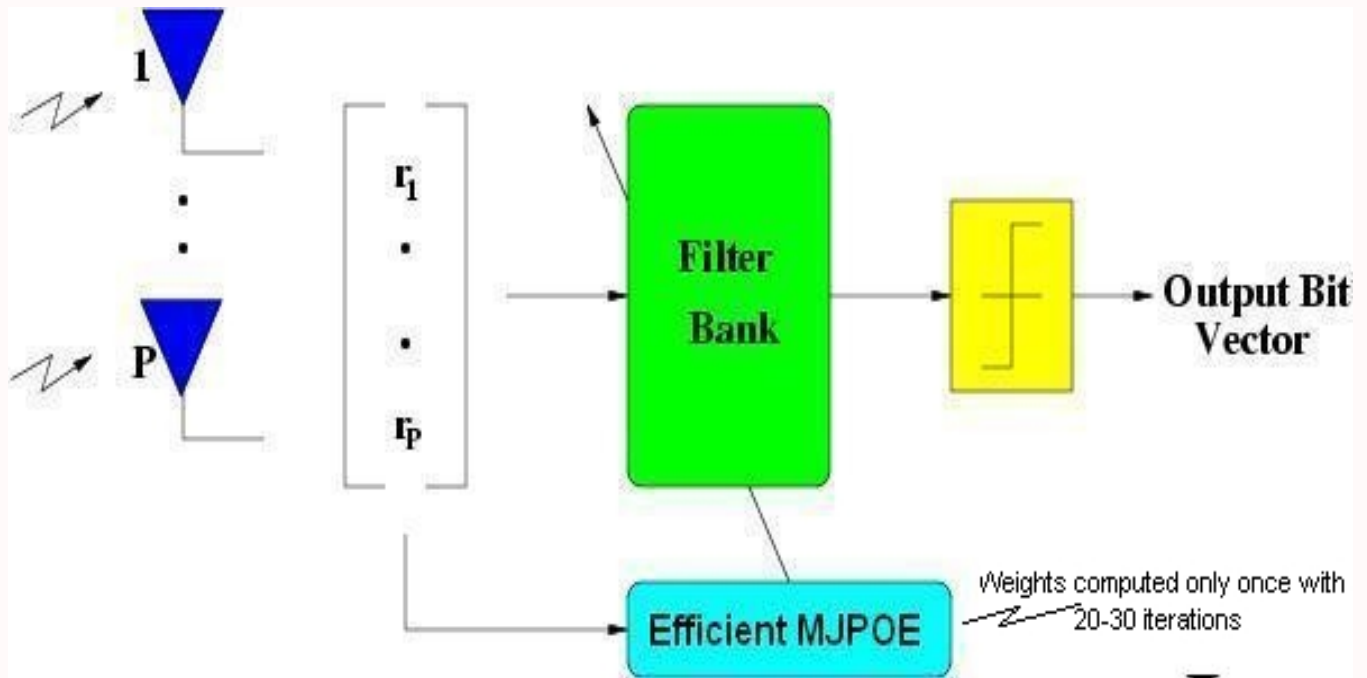 1
P
r1
rP
Filter
Bank
Output Bit
Vector
Efficient MJPOE
Weights computed only once with
20-30 iterations